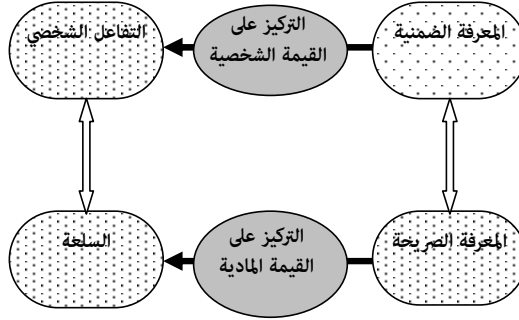 المعرفة الضمنية
التركيز على
القيمة الشخصية
التفاعل الشخصي
المعرفة الصريحة
التركيز على
القيمة المادية
السلعة